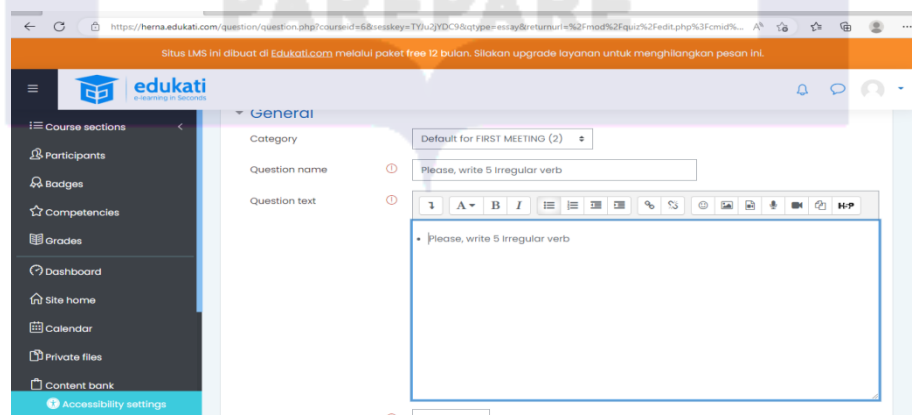 PAREPARE
https://herna.edukati.com/question/question.php?courseid=6&sesskey=TYJu2jYDC9&qtype=essay&returnurl=%2Fmod%2Fquiz%2Fedit.php%3Fcmid%...
Situs LMS ini dibuat di Edukati.com melalui paket free 12 bulan. Silakan upgrade layanan untuk menghilangkan pesan ini.
edukati
e-learning in Seconds
General
Course sections
Category Default for FIRST MEETING (2)
Participants
Question name Please, write 5 Irregular verb
Badges
Question text A B I H-P
Competencies
• Please, write 5 Irregular verb
Grades
Dashboard
Site home
Calendar
Private files
Content bank
Accessibility settings